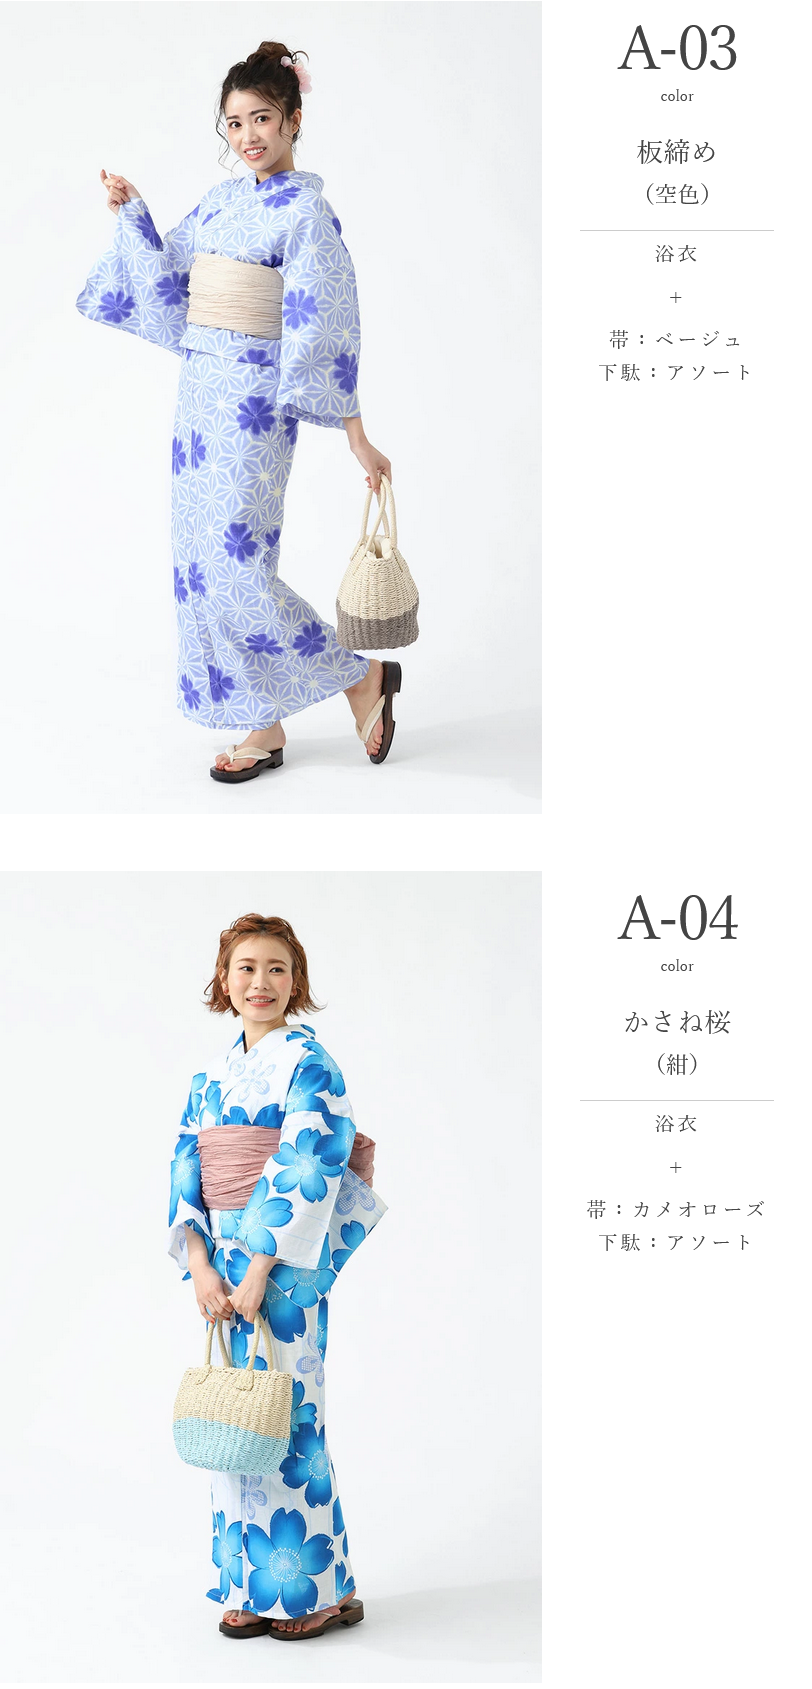 A-03
color
板締め
（空色）
浴衣
+
帯：ベージュ
下駄：アソート
A-04
color
かさね桜
（紺）
浴衣
+
帯：カメオローズ
下駄：アソート